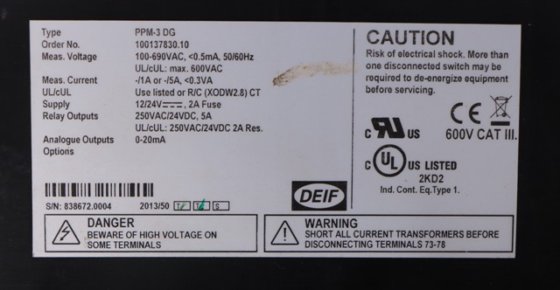 Type PPM-3 DG
Order No. 100137830.10
Meas. Voltage 100-690VAC, <0.5mA, 50/60Hz
UL/cUL: max. 600VAC
Meas. Current -/1A or -/5A, <0.3VA
UL/cUL Use listed or R/C (XODW2.8) CT
Supply 12/24V⎓, 2A Fuse
Relay Outputs 250VAC/24VDC, 5A
UL/cUL: 250VAC/24VDC 2A Res.
Analogue Outputs 0-20mA
Options
S/N: 838672.0004 2013/50 T V S
DEIF
CAUTION
Risk of electrical shock. More than
one disconnected switch may be
required to de-energize equipment
before servicing.
C US CE
600V CAT III.
C UL US LISTED
2KD2
Ind. Cont. Eq.Type 1.
DANGER
BEWARE OF HIGH VOLTAGE ON
SOME TERMINALS
WARNING
SHORT ALL CURRENT TRANSFORMERS BEFORE
DISCONNECTING TERMINALS 73-78